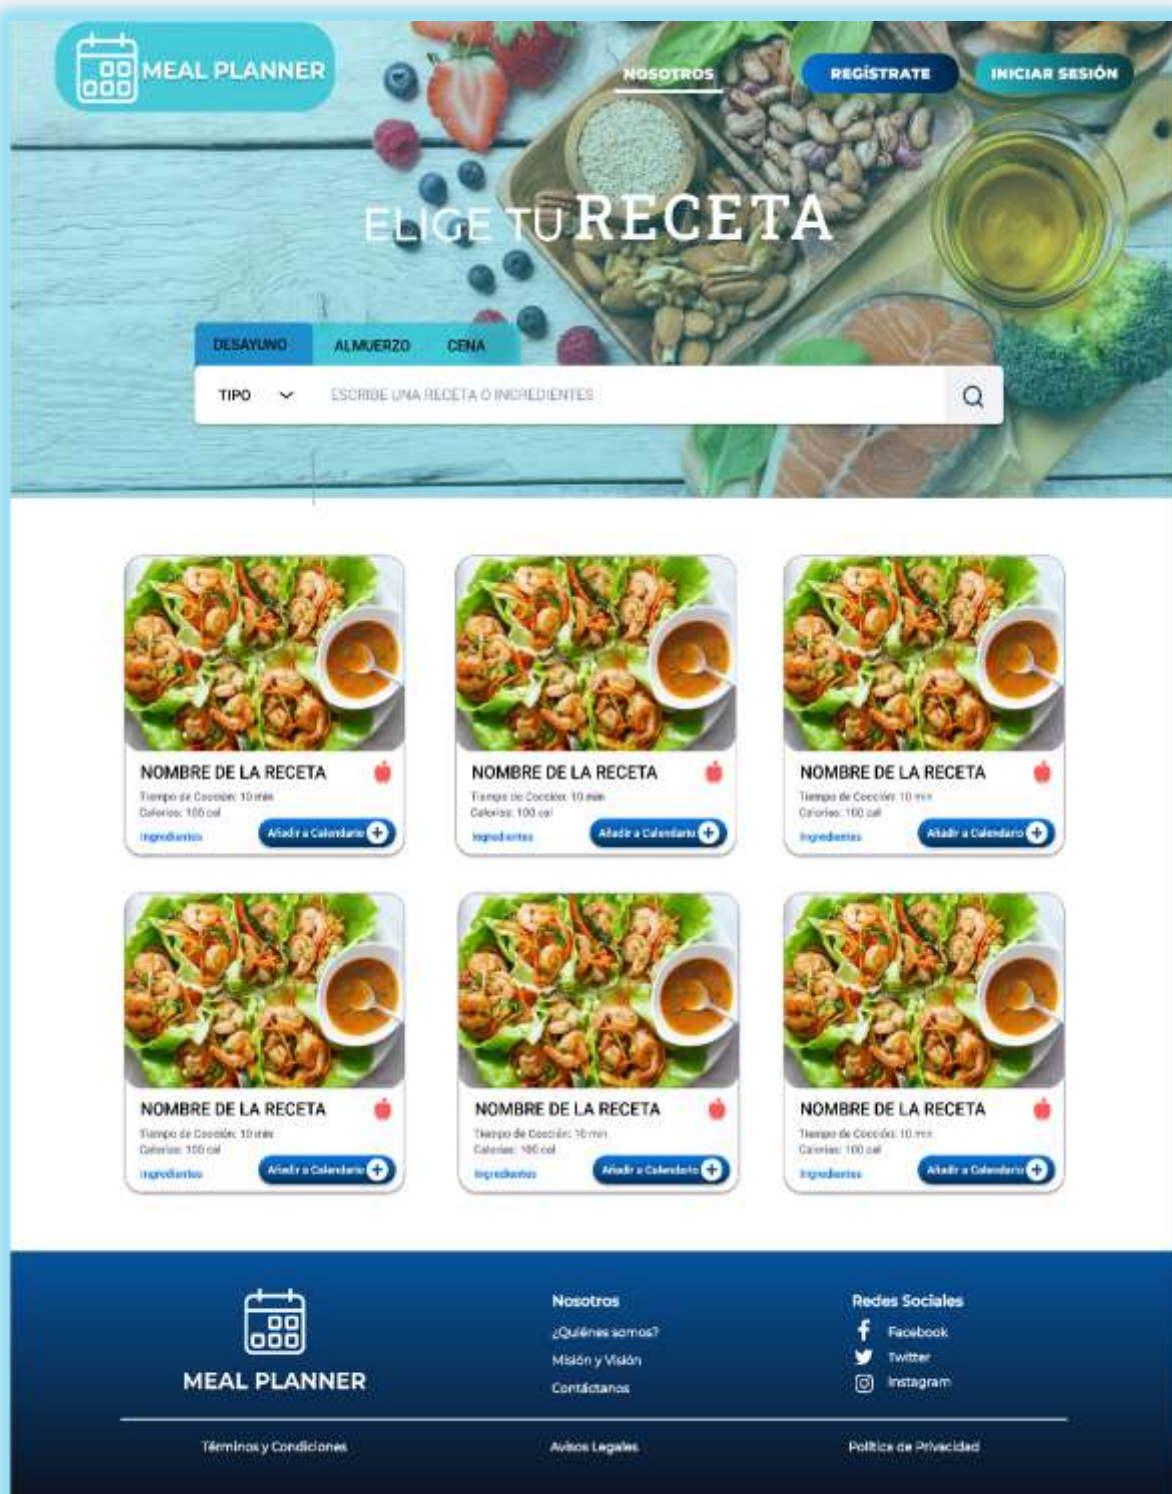 MEAL PLANNER
NOSOTROS
REGÍSTRATE
INICIAR SESIÓN
ELIGE TU RECETA
DESAYUNO
ALMUERZO
CENA
TIPO
ESCRIBE UNA RECETA O INGREDIENTES
NOMBRE DE LA RECETA
Tiempo de Cocción: 10 min
Calorías: 100 cal
Ingredientes
Añadir a Calendario
NOMBRE DE LA RECETA
Tiempo de Cocción: 10 min
Calorías: 100 cal
Ingredientes
Añadir a Calendario
NOMBRE DE LA RECETA
Tiempo de Cocción: 10 min
Calorías: 100 cal
Ingredientes
Añadir a Calendario
NOMBRE DE LA RECETA
Tiempo de Cocción: 10 min
Calorías: 100 cal
Ingredientes
Añadir a Calendario
NOMBRE DE LA RECETA
Tiempo de Cocción: 10 min
Calorías: 100 cal
Ingredientes
Añadir a Calendario
NOMBRE DE LA RECETA
Tiempo de Cocción: 10 min
Calorías: 100 cal
Ingredientes
Añadir a Calendario
MEAL PLANNER
Nosotros
¿Quiénes somos?
Misión y Visión
Contáctanos
Redes Sociales
Facebook
Twitter
Instagram
Términos y Condiciones
Avisos Legales
Política de Privacidad